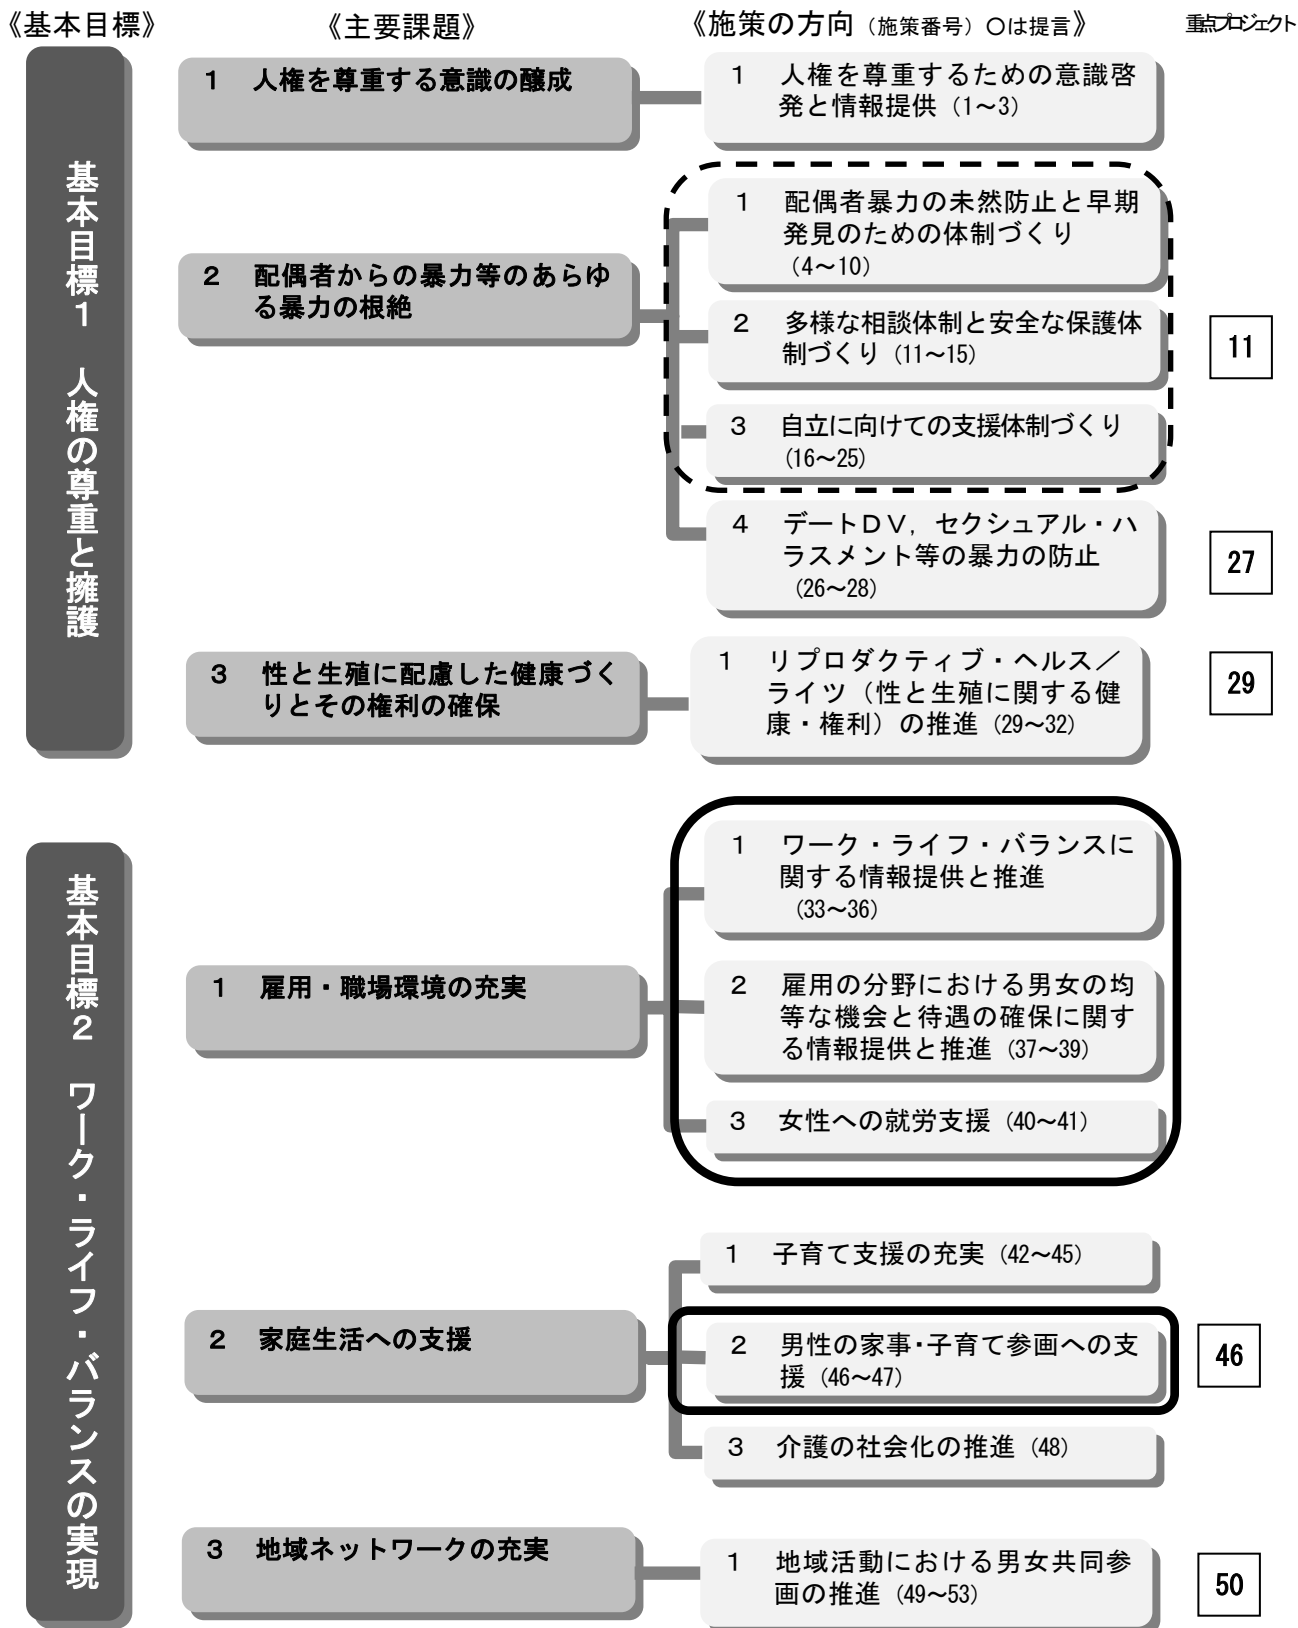 《基本目標》
《主要課題》
《施策の方向（施策番号）〇は提言》
重点プロジェクト
基本目標１　人権の尊重と擁護
１　人権を尊重する意識の醸成
１　人権を尊重するための意識啓
発と情報提供（1～3）
２　配偶者からの暴力等のあらゆ
る暴力の根絶
１　配偶者暴力の未然防止と早期
発見のための体制づくり
（4～10）
２　多様な相談体制と安全な保護体
制づくり（11～15）
11
３　自立に向けての支援体制づくり
（16～25）
４　デートＤＶ，セクシュアル・ハ
ラスメント等の暴力の防止
（26～28）
27
３　性と生殖に配慮した健康づく
りとその権利の確保
１　リプロダクティブ・ヘルス／
ライツ（性と生殖に関する健
康・権利）の推進（29～32）
29
基本目標２　ワーク・ライフ・バランスの実現
１　雇用・職場環境の充実
１　ワーク・ライフ・バランスに
関する情報提供と推進
（33～36）
２　雇用の分野における男女の均
等な機会と待遇の確保に関す
る情報提供と推進（37～39）
３　女性への就労支援（40～41）
２　家庭生活への支援
１　子育て支援の充実（42～45）
２　男性の家事・子育て参画への支
援（46～47）
46
３　介護の社会化の推進（48）
３　地域ネットワークの充実
１　地域活動における男女共同参
画の推進（49～53）
50